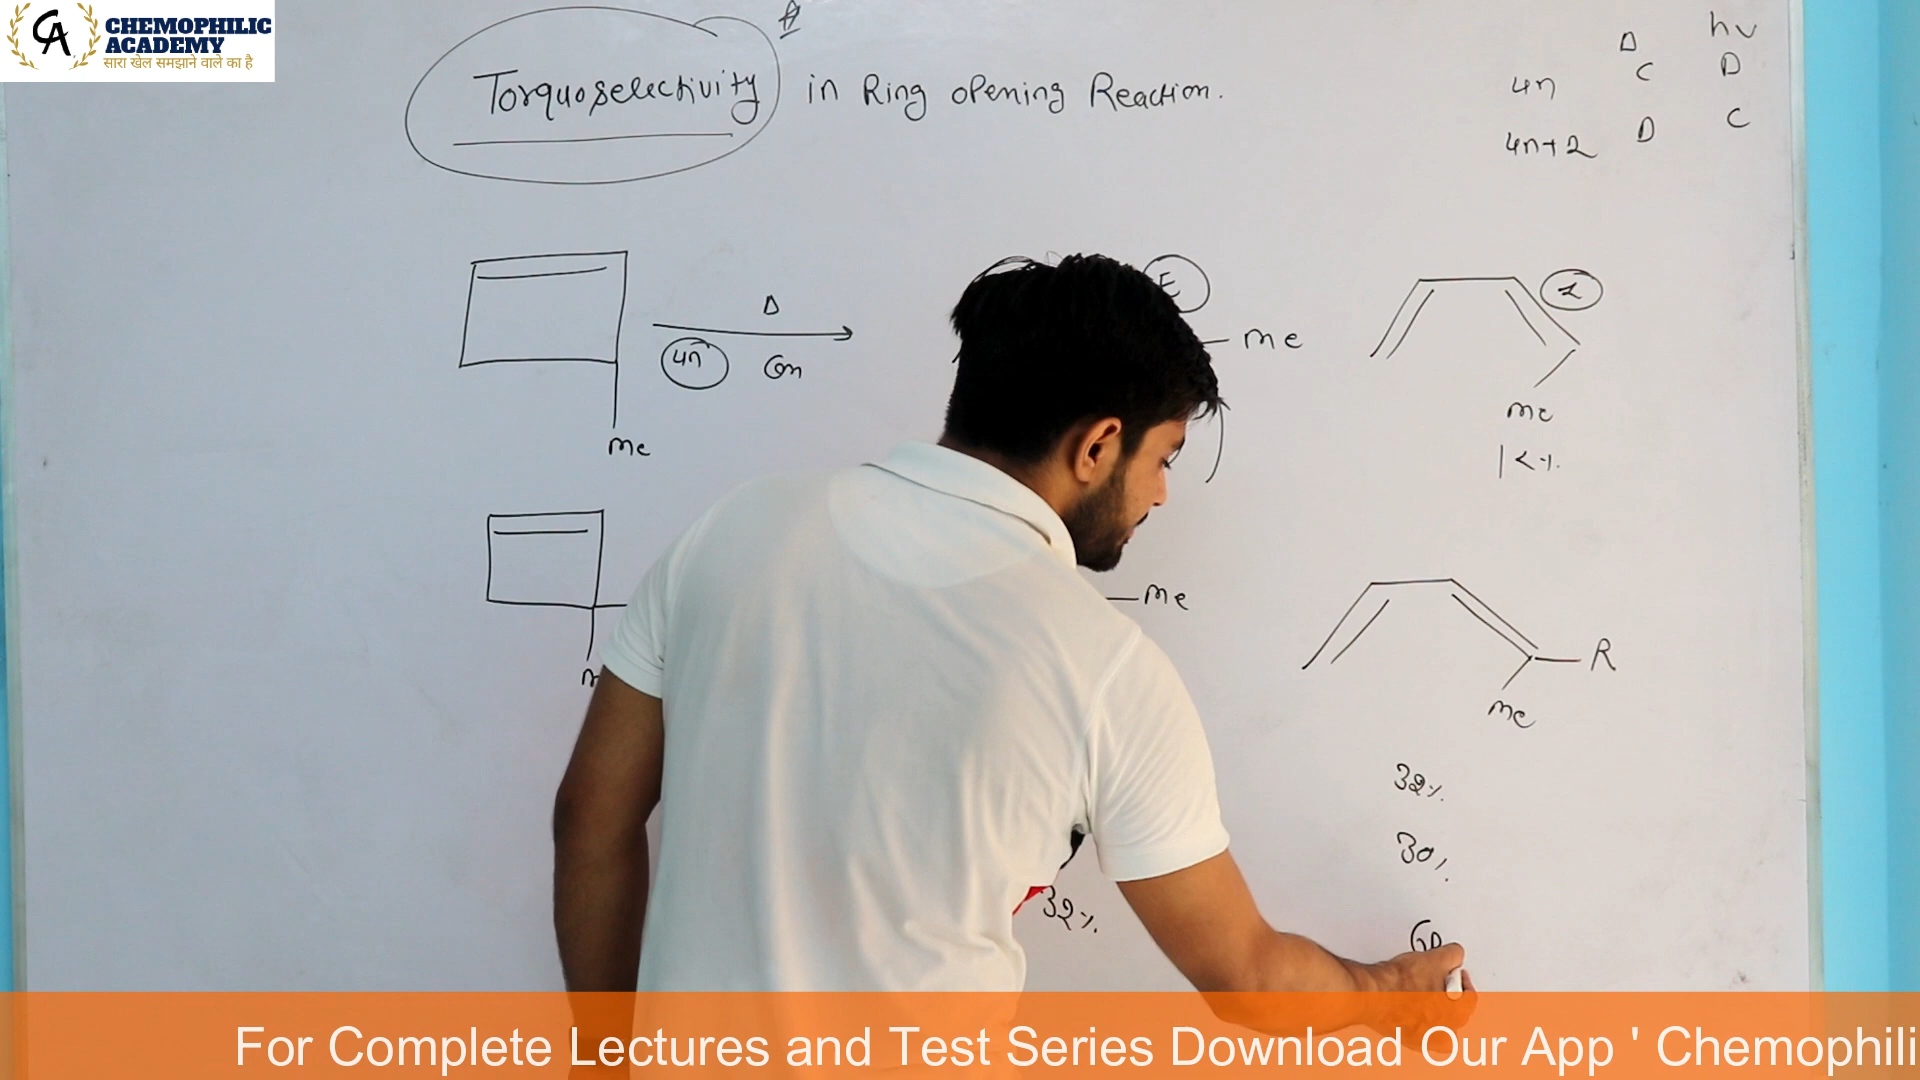 CHEMOPHILIC
ACADEMY
सारा खेल समझाने वाले का है
Torquoselectivity in Ring opening Reaction.
Δ hν
4n C D
4n+2 D C
Δ
4n Con
Me
E
Me
Z
Me
1<%
Me
R
Me
32%
30%
32%
For Complete Lectures and Test Series Download Our App ' Chemophili